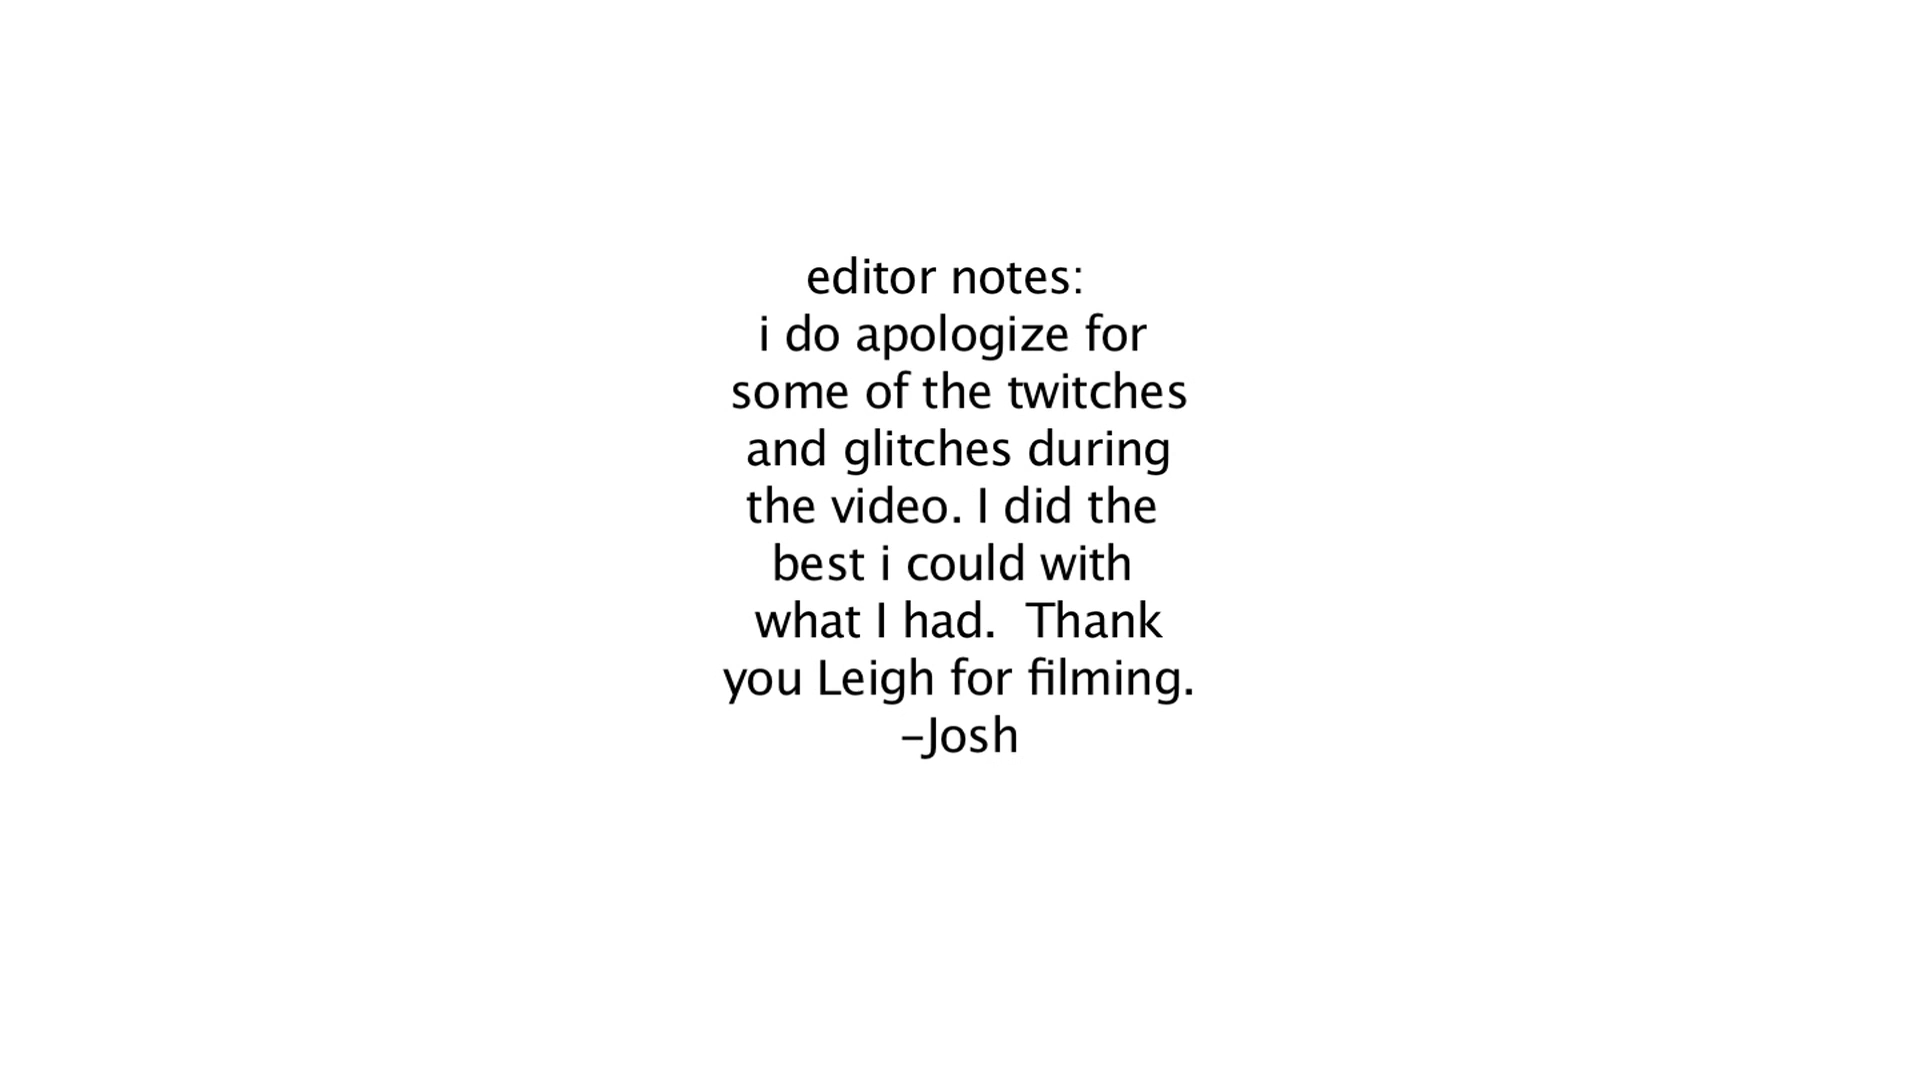 editor notes:
i do apologize for
some of the twitches
and glitches during
the video. I did the
best i could with
what I had.  Thank
you Leigh for filming.
–Josh